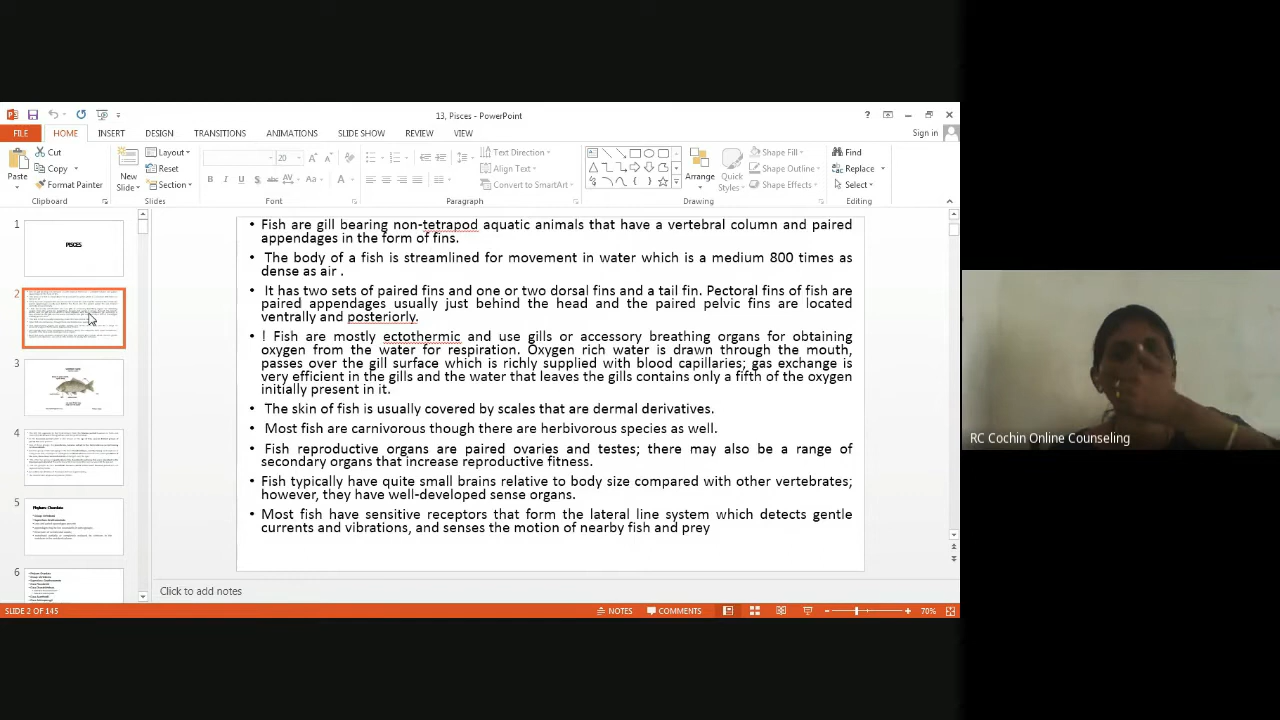 13, Pisces - PowerPoint
Sign in
FILE HOME INSERT DESIGN TRANSITIONS ANIMATIONS SLIDE SHOW REVIEW VIEW
Paste
Cut
Copy
Format Painter
Clipboard
New
Slide
Layout
Reset
Section
Slides
20
Font
Text Direction
Align Text
Convert to SmartArt
Paragraph
Arrange
Quick
Styles
Shape Fill
Shape Outline
Shape Effects
Drawing
Find
Replace
Select
Editing
1
PISCES
2
3
4
5
6
• Fish are gill bearing non-tetrapod aquatic animals that have a vertebral column and paired
appendages in the form of fins.
• The body of a fish is streamlined for movement in water which is a medium 800 times as
dense as air .
• It has two sets of paired fins and one or two dorsal fins and a tail fin. Pectoral fins of fish are
paired appendages usually just behind the head and the paired pelvic fins are located
ventrally and posteriorly.
• ! Fish are mostly ectothermic and use gills or accessory breathing organs for obtaining
oxygen from the water for respiration. Oxygen rich water is drawn through the mouth,
passes over the gill surface which is richly supplied with blood capillaries; gas exchange is
very efficient in the gills and the water that leaves the gills contains only a fifth of the oxygen
initially present in it.
• The skin of fish is usually covered by scales that are dermal derivatives.
• Most fish are carnivorous though there are herbivorous species as well.
• Fish reproductive organs are paired ovaries and testes; there may also be a range of
secondary organs that increase reproductive fitness.
• Fish typically have quite small brains relative to body size compared with other vertebrates;
however, they have well-developed sense organs.
• Most fish have sensitive receptors that form the lateral line system which detects gentle
currents and vibrations, and senses the motion of nearby fish and prey
Click to add notes
SLIDE 2 OF 145
NOTES
COMMENTS
70%
RC Cochin Online Counseling